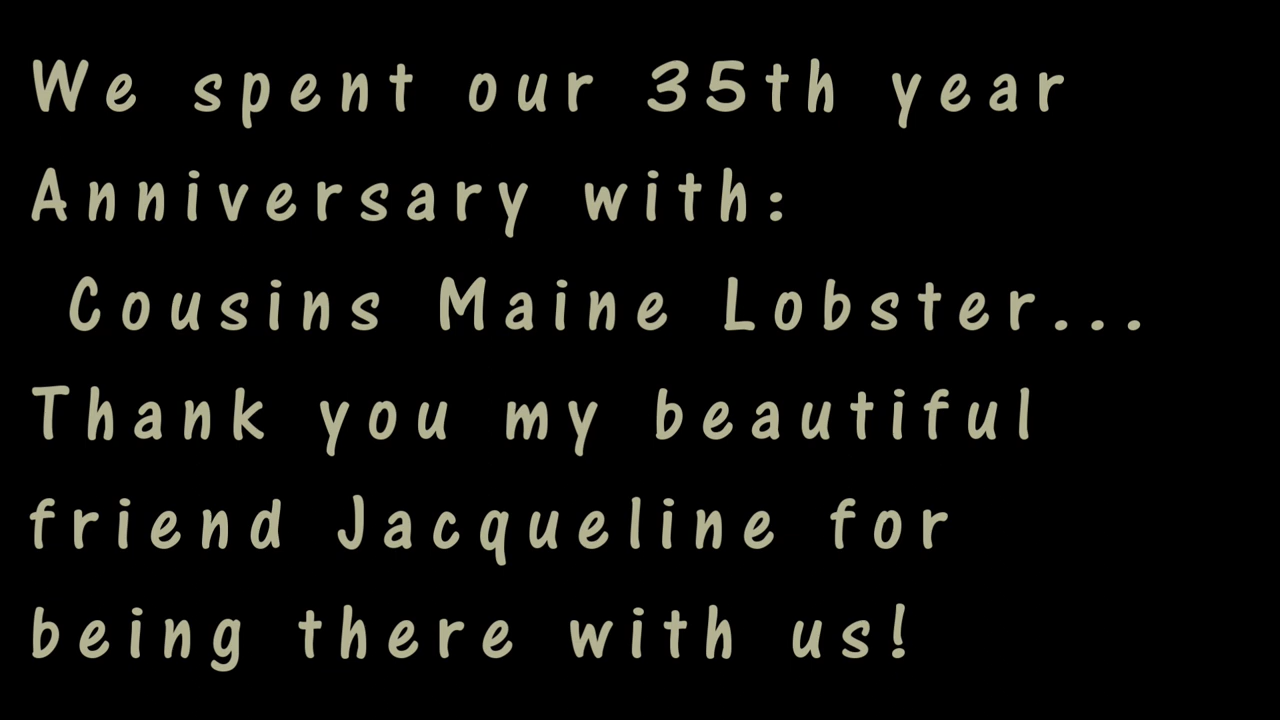 We spent our 35th year
Anniversary with:
Cousins Maine Lobster...
Thank you my beautiful
friend Jacqueline for
being there with us!